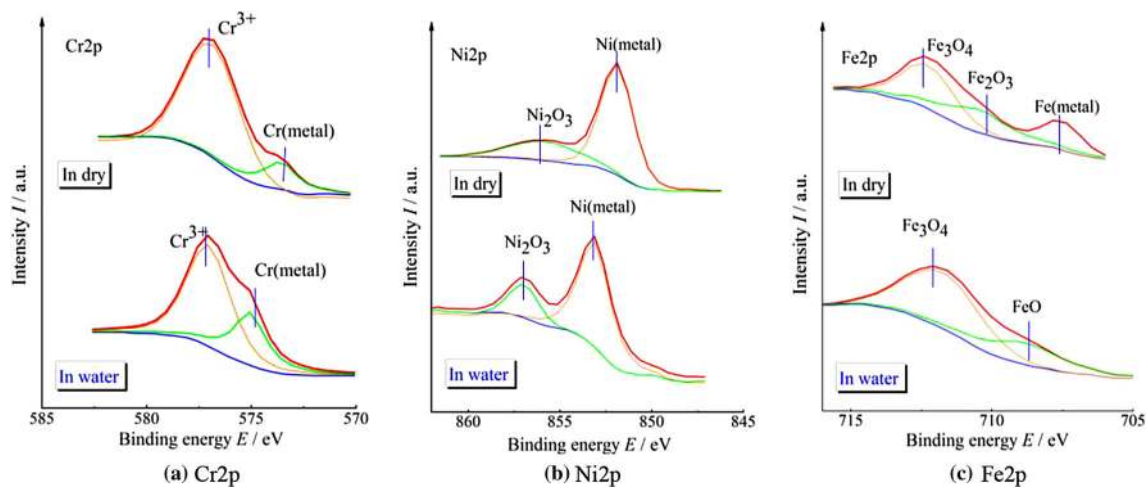 Cr2p
Cr3+
Cr(metal)
In dry
Cr3+
Cr(metal)
In water
Intensity I / a.u.
Intensity I / a.u.
585 580 575 570
Binding energy E / eV
(a) Cr2p
Ni2p
Ni(metal)
Ni2O3
In dry
Ni(metal)
Ni2O3
In water
Intensity I / a.u.
Intensity I / a.u.
860 855 850 845
Binding energy E / eV
(b) Ni2p
Fe2p
Fe3O4
Fe2O3
Fe(metal)
In dry
Fe3O4
FeO
In water
Intensity I / a.u.
Intensity I / a.u.
715 710 705
Binding energy E / eV
(c) Fe2p